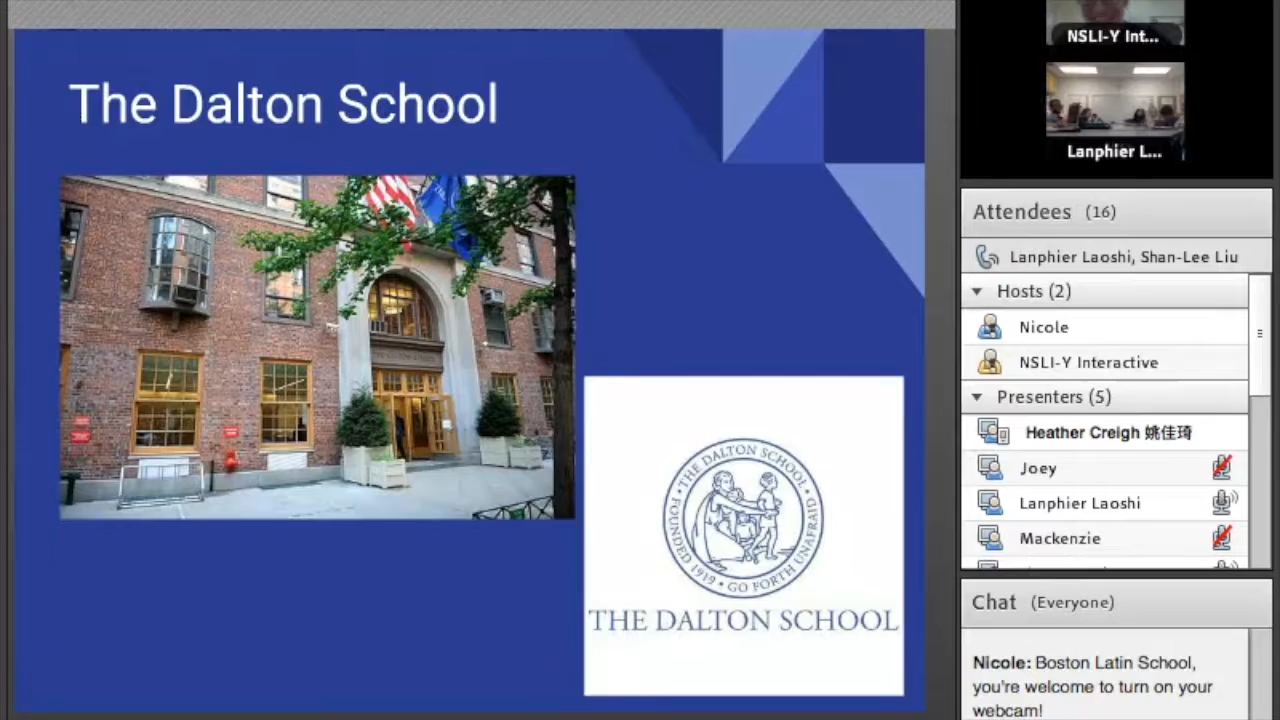 The Dalton School
THE DALTON SCHOOL
FOUNDED 1919 • GO FORTH UNAFRAID
THE DALTON SCHOOL
NSLI-Y Int...
Lanphier L...
Attendees (16)
Lanphier Laoshi, Shan-Lee Liu
Hosts (2)
Nicole
NSLI-Y Interactive
Presenters (5)
Heather Creigh 姚佳琦
Joey
Lanphier Laoshi
Mackenzie
Chat (Everyone)
Nicole: Boston Latin School,
you're welcome to turn on your
webcam!